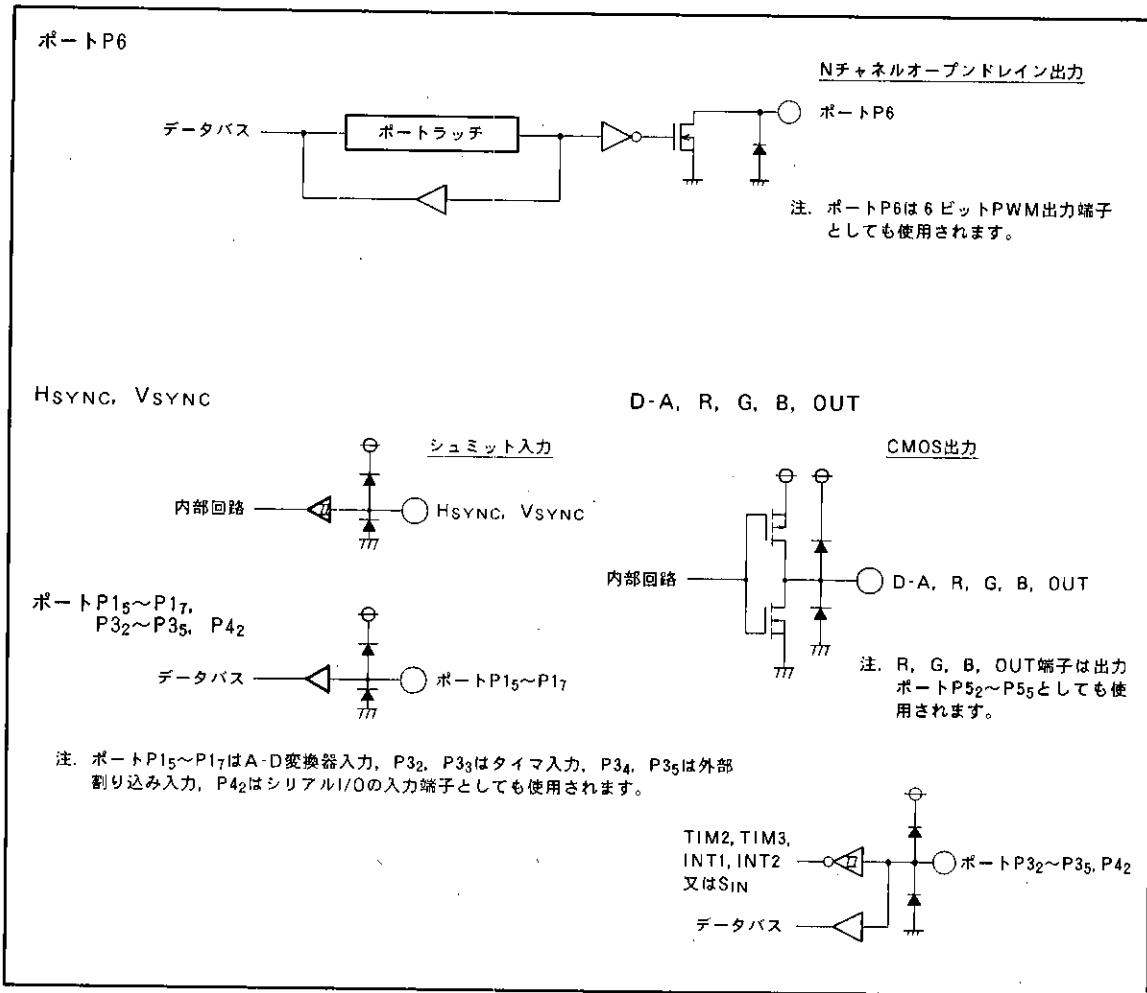 ポートP6
Nチャネルオープンドレイン出力
データバス
ポートラッチ
ポートP6
注. ポートP6は6ビットPWM出力端子
としても使用されます。
HSYNC, VSYNC
シュミット入力
内部回路
HSYNC, VSYNC
ポートP15〜P17,
P32〜P35, P42
データバス
ポートP15〜P17
注. ポートP15〜P17はA-D変換器入力, P32, P33はタイマ入力, P34, P35は外部
割り込み入力, P42はシリアルI/Oの入力端子としても使用されます。
D-A, R, G, B, OUT
CMOS出力
内部回路
D-A, R, G, B, OUT
注. R, G, B, OUT端子は出力
ポートP52〜P55としても使
用されます。
TIM2, TIM3,
INT1, INT2
又はSIN
ポートP32〜P35, P42
データバス